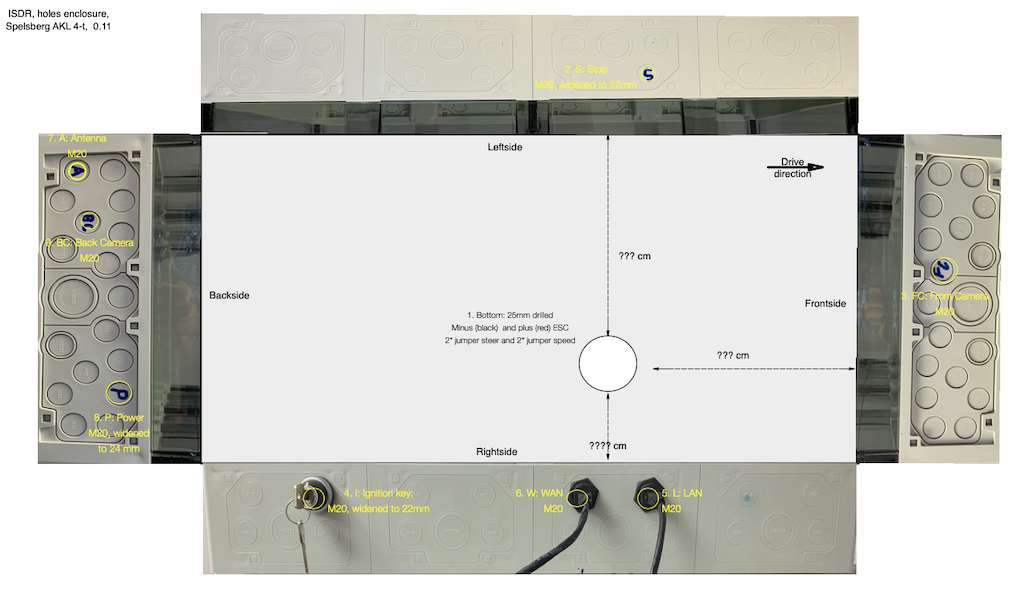 ISDR, holes enclosure,
Spelsberg AKL 4-t,  0.11
2. S: Stop
M20, widened to 22mm
S
7. A: Antenna
M20
A
Leftside
Drive
direction
BC
9. BC: Back Camera
M20
??? cm
FC
3. FC: Front Camera
M20
Backside
Frontside
1. Bottom: 25mm drilled
Minus (black)  and plus (red) ESC
2* jumper steer and 2* jumper speed
??? cm
P
8. P: Power
M20, widened
to 24 mm
???? cm
Rightside
4. I: Ignition key:
M20, widened to 22mm
6. W: WAN
M20
5. L: LAN
M20